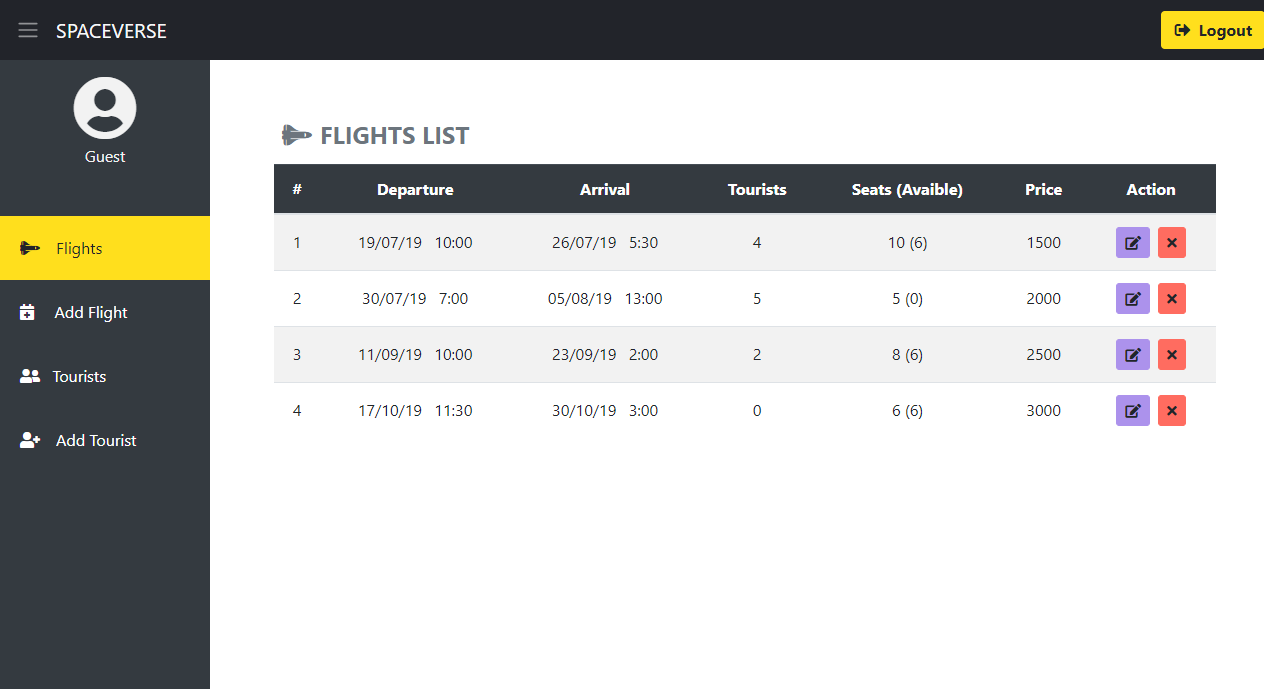 SPACEVERSE
Logout
Guest
Flights
Add Flight
Tourists
Add Tourist
FLIGHTS LIST
# Departure Arrival Tourists Seats (Avaible) Price Action
1 19/07/19 10:00 26/07/19 5:30 4 10 (6) 1500
2 30/07/19 7:00 05/08/19 13:00 5 5 (0) 2000
3 11/09/19 10:00 23/09/19 2:00 2 8 (6) 2500
4 17/10/19 11:30 30/10/19 3:00 0 6 (6) 3000